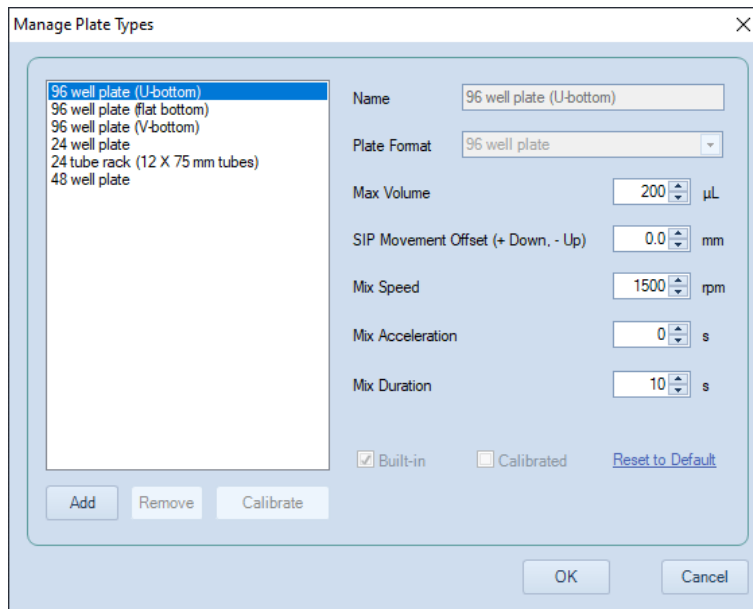 Manage Plate Types
96 well plate (U-bottom)
96 well plate (flat bottom)
96 well plate (V-bottom)
24 well plate
24 tube rack (12 X 75 mm tubes)
48 well plate
Add Remove Calibrate
Name 96 well plate (U-bottom)
Plate Format 96 well plate
Max Volume 200 µL
SIP Movement Offset (+ Down, - Up) 0.0 mm
Mix Speed 1500 rpm
Mix Acceleration 0 s
Mix Duration 10 s
Built-in Calibrated Reset to Default
OK Cancel